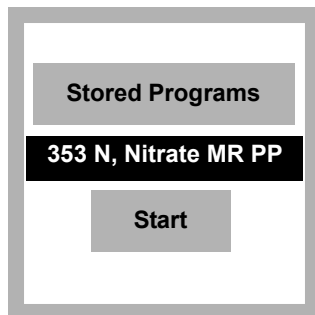 Stored Programs
353 N, Nitrate MR PP
Start